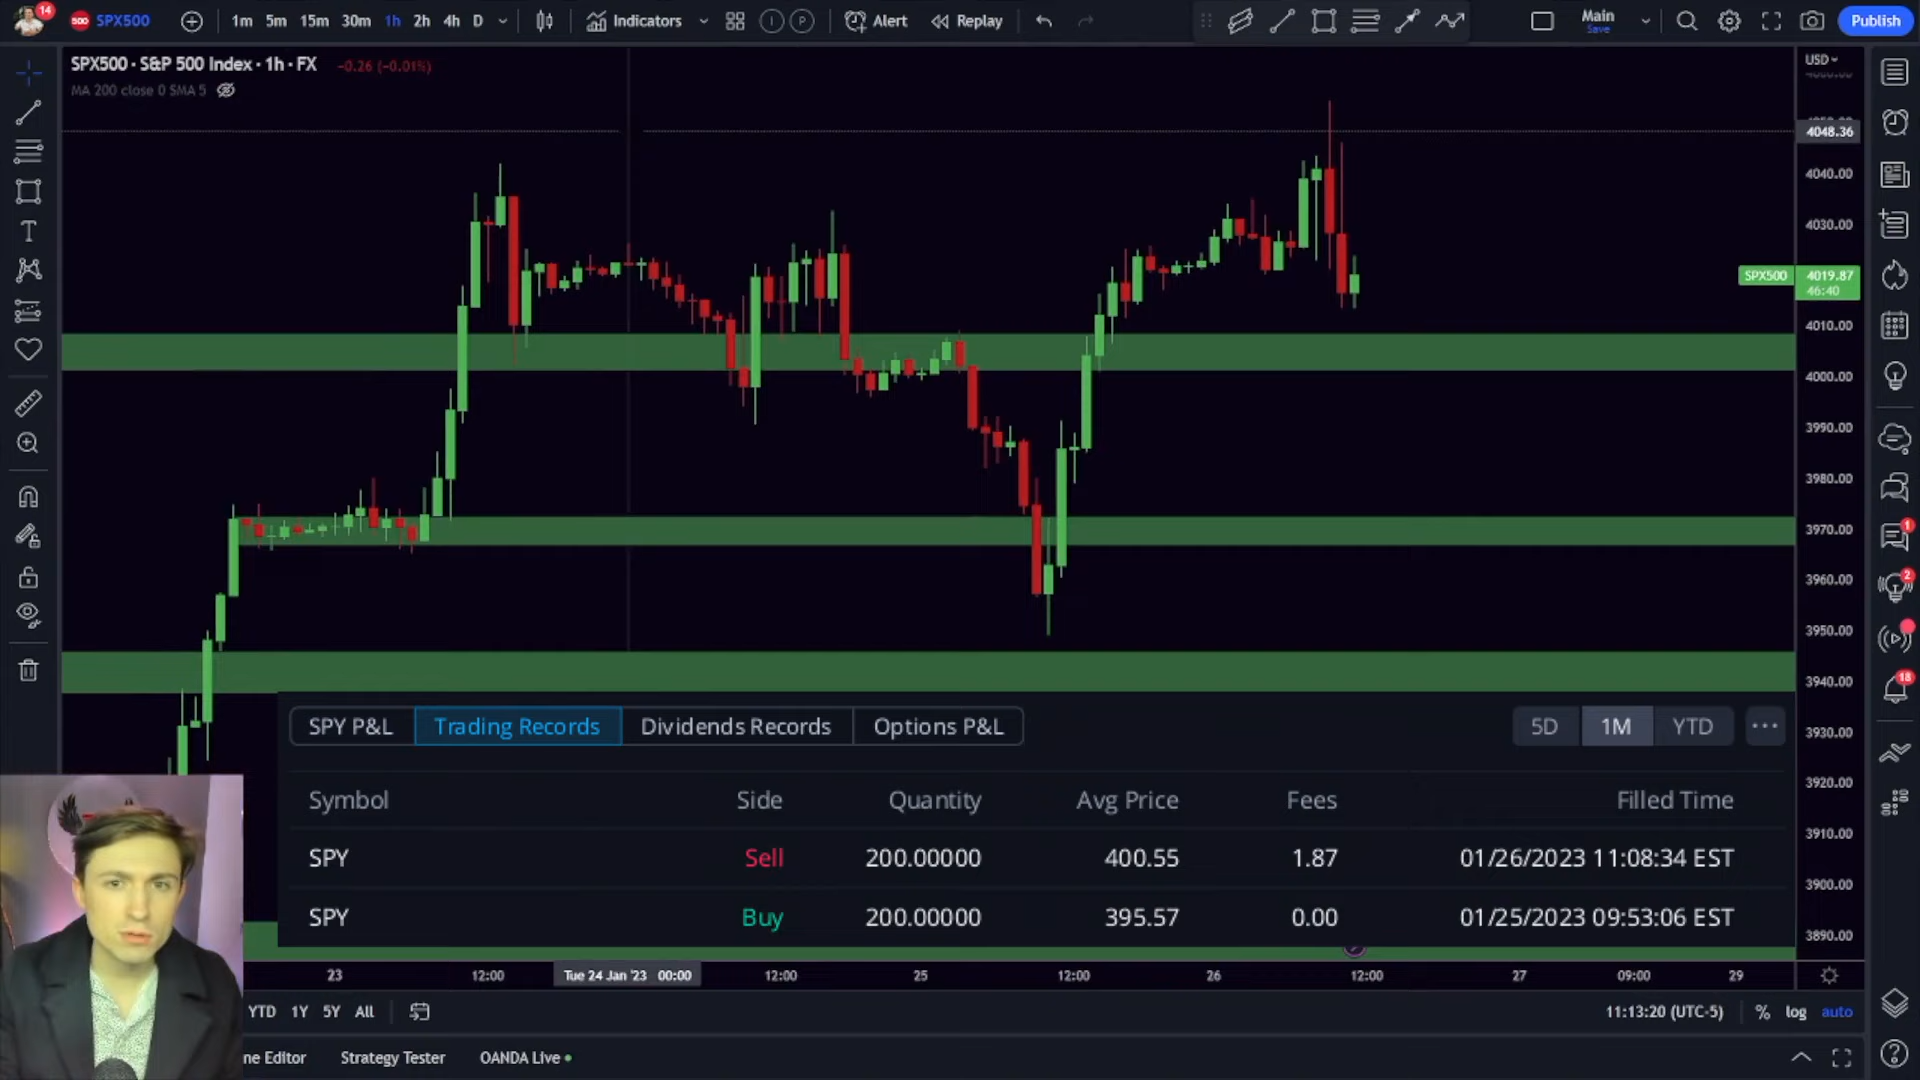 14
500 SPX500
1m 5m 15m 30m 1h 2h 4h D
Indicators
I P
Alert
Replay
Main
Save
Publish
SPX500 · S&P 500 Index · 1h · FX -0.26 (-0.01%)
MA 200 close 0 SMA 5
USD
4048.36
4040.00
4030.00
SPX500 4019.87
46:40
4010.00
4000.00
3990.00
3980.00
3970.00
3960.00
3950.00
3940.00
3930.00
3920.00
3910.00
3900.00
3890.00
1
2
18
SPY P&L Trading Records Dividends Records Options P&L
5D 1M YTD
Symbol Side Quantity Avg Price Fees Filled Time
SPY Sell 200.00000 400.55 1.87 01/26/2023 11:08:34 EST
SPY Buy 200.00000 395.57 0.00 01/25/2023 09:53:06 EST
23 12:00 Tue 24 Jan '23 00:00 12:00 25 12:00 26 12:00 27 09:00 29
YTD 1Y 5Y All
11:13:20 (UTC-5) % log auto
ne Editor Strategy Tester OANDA Live